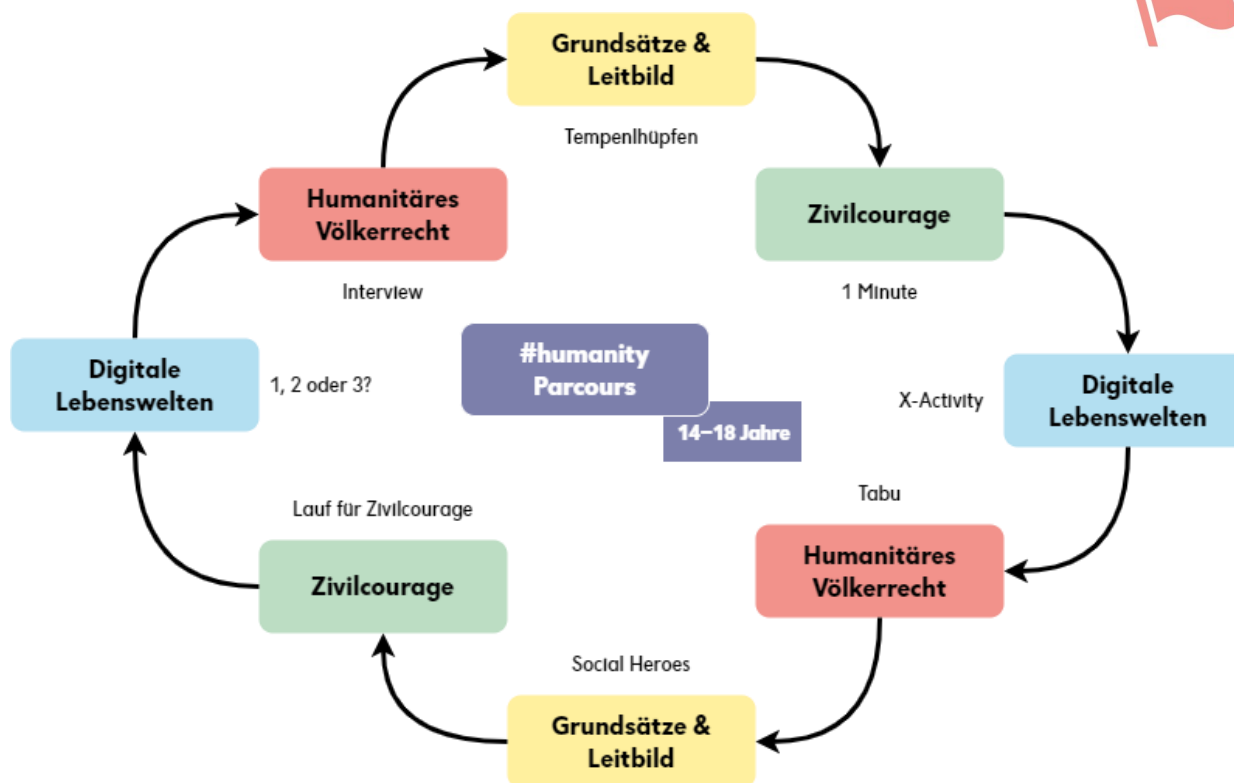 Grundsätze &
Leitbild
Tempenlhüpfen
Humanitäres
Völkerrecht
Interview
Zivilcourage
1 Minute
#humanity
Parcours
14–18 Jahre
Digitale
Lebenswelten
1, 2 oder 3?
X-Activity
Digitale
Lebenswelten
Tabu
Lauf für Zivilcourage
Zivilcourage
Humanitäres
Völkerrecht
Social Heroes
Grundsätze &
Leitbild